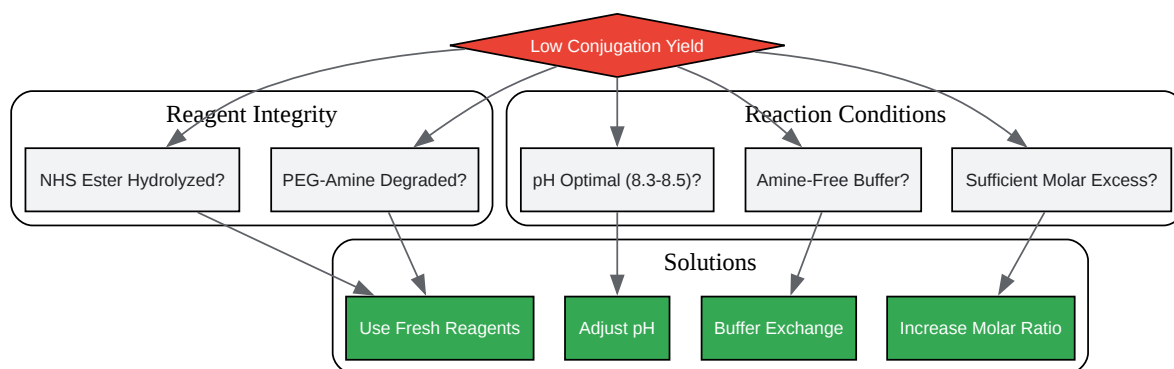 Low Conjugation Yield
Reagent Integrity
Reaction Conditions
NHS Ester Hydrolyzed?
PEG-Amine Degraded?
pH Optimal (8.3-8.5)?
Amine-Free Buffer?
Sufficient Molar Excess?
Solutions
Use Fresh Reagents
Adjust pH
Buffer Exchange
Increase Molar Ratio